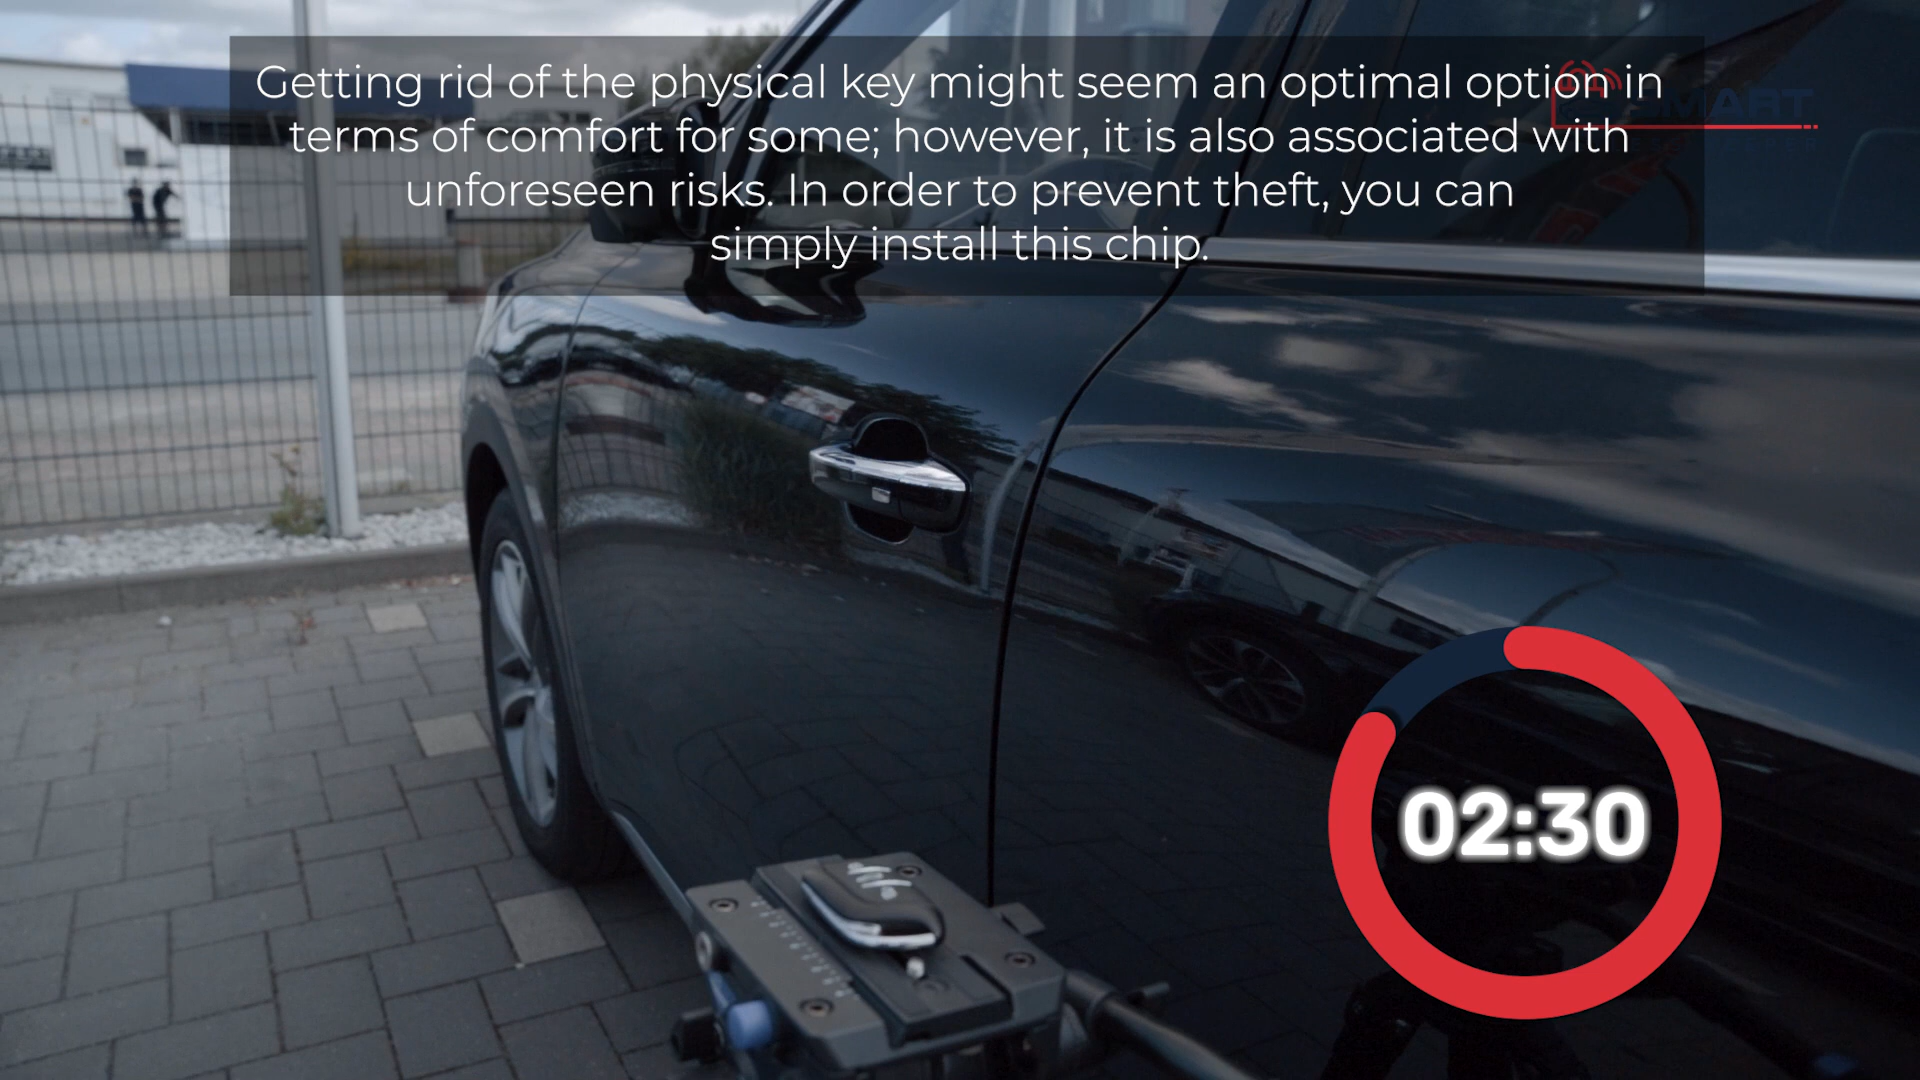 Getting rid of the physical key might seem an optimal option in
terms of comfort for some; however, it is also associated with
unforeseen risks. In order to prevent theft, you can
simply install this chip.
SMART
02:30